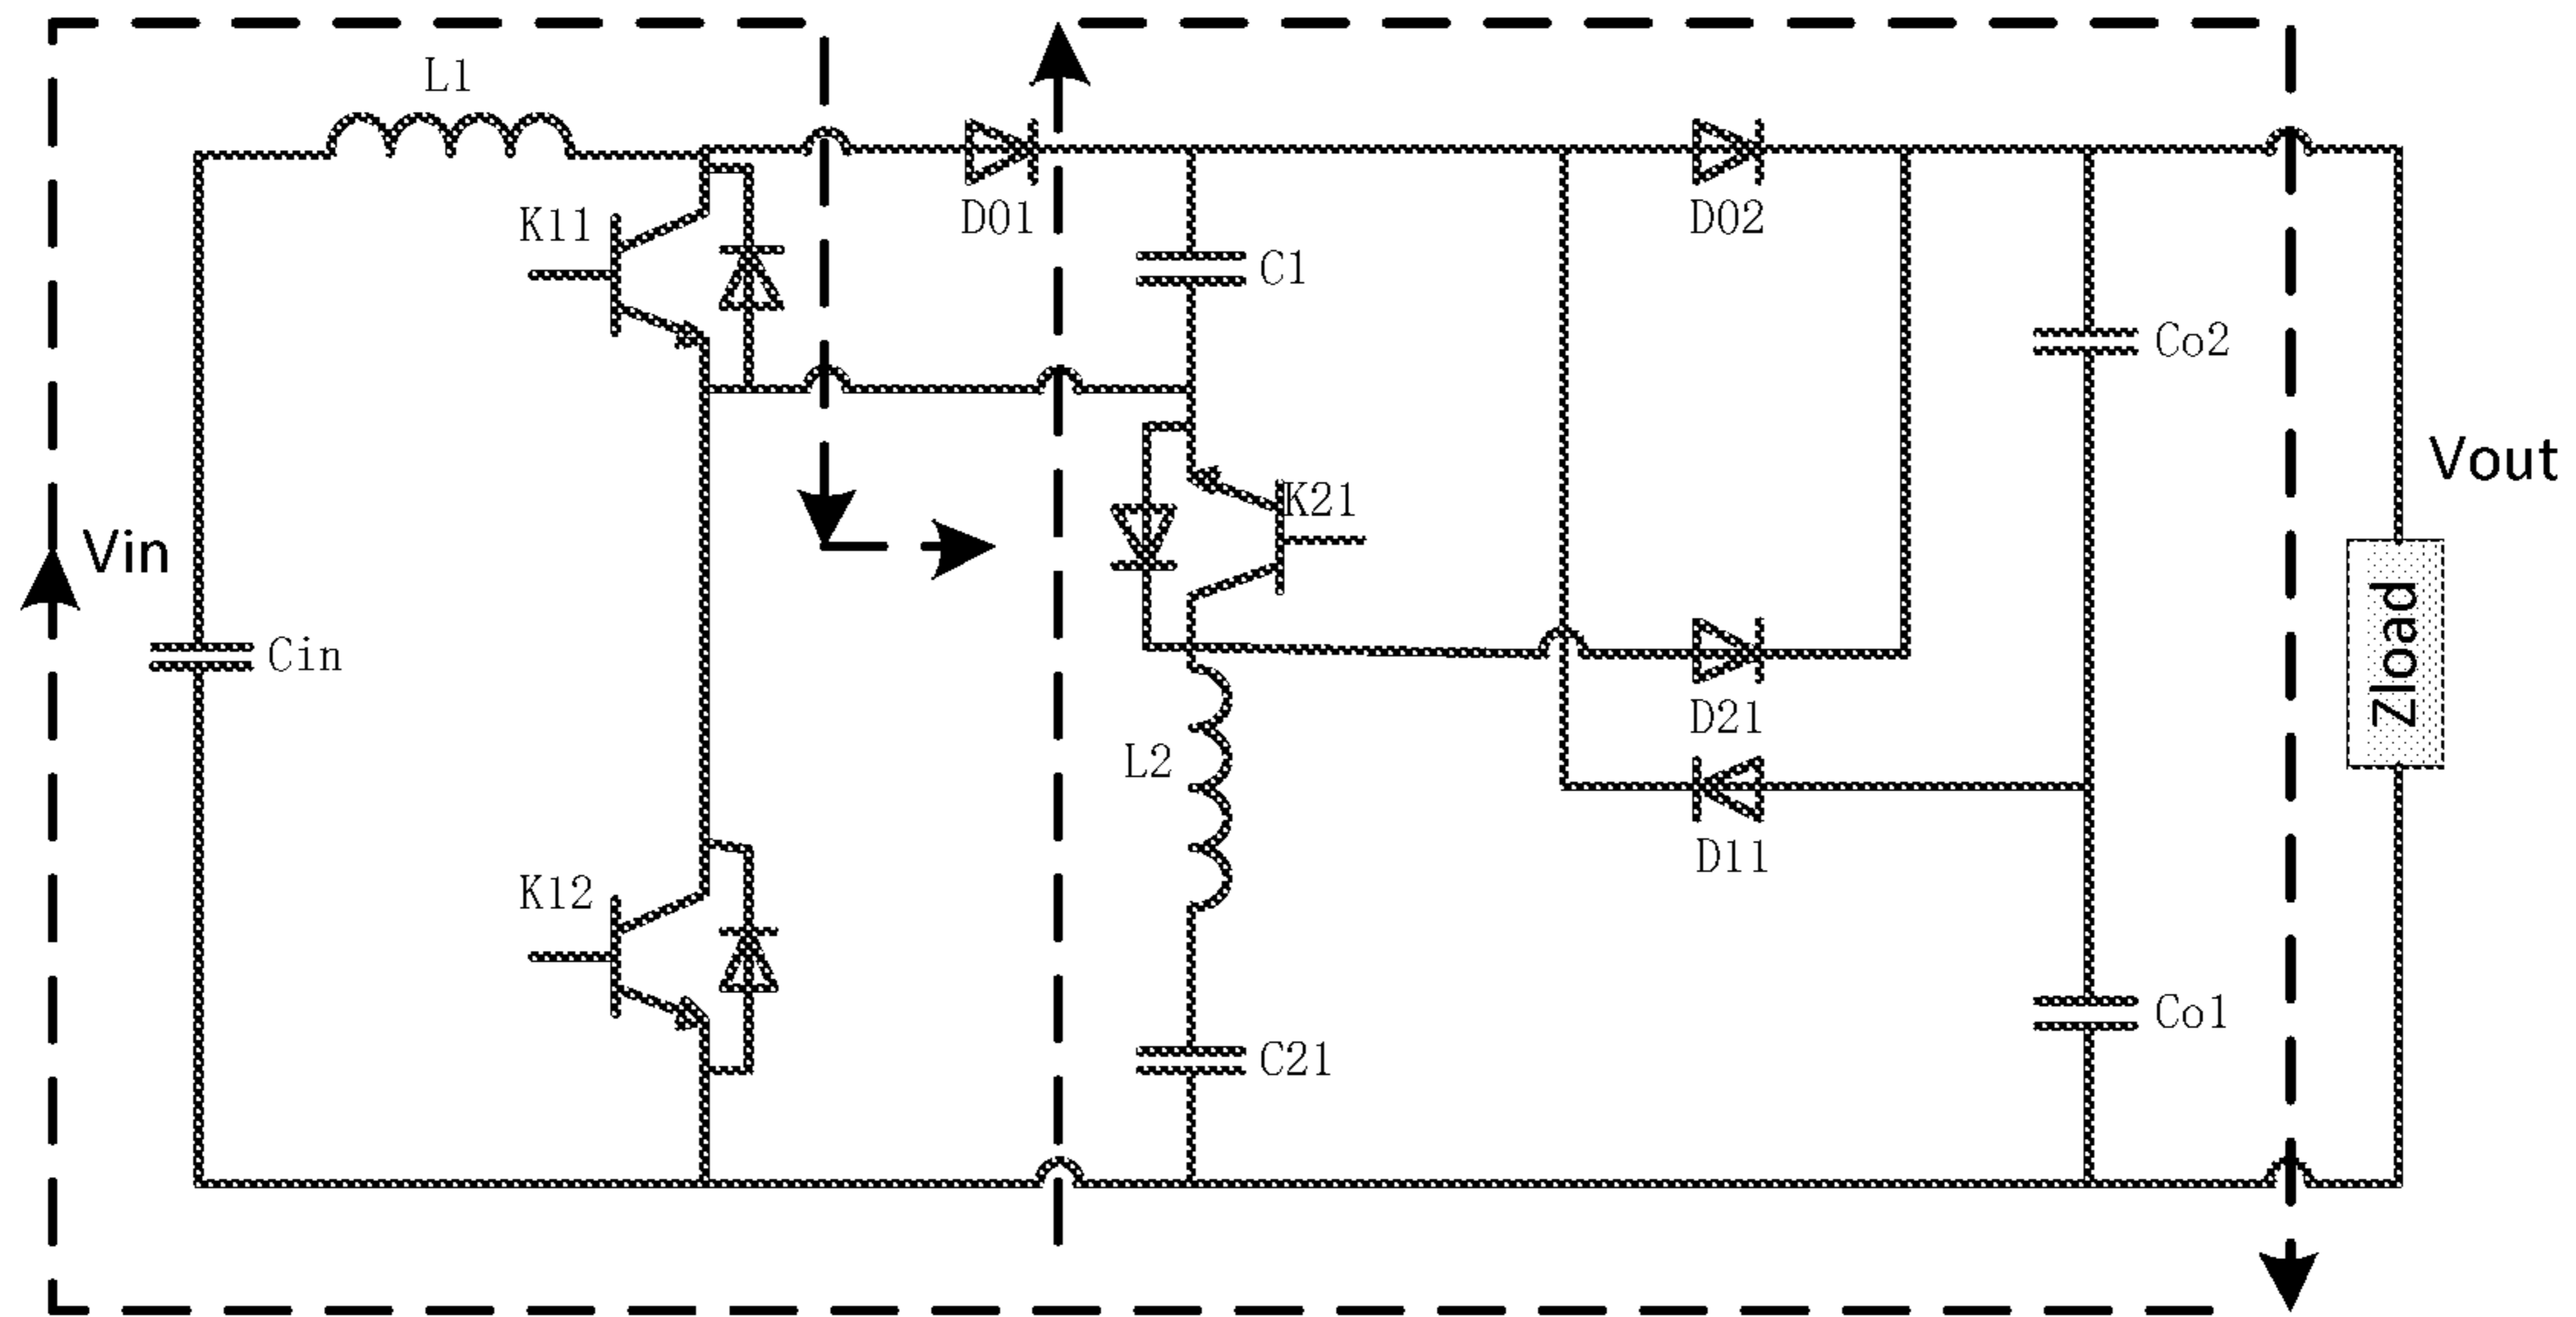 L1
K11
D01
D02
C1
Co2
Vout
K21
Vin
Cin
Zload
D21
L2
D11
K12
Co1
C21